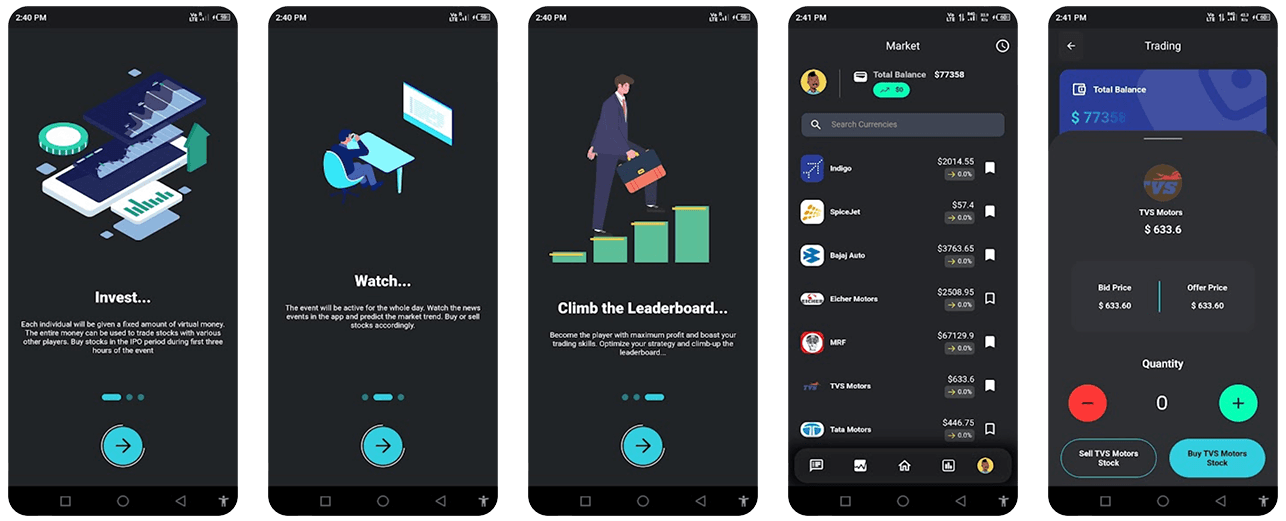 2:40 PM
Invest...
Each individual will be given a fixed amount of virtual money.
The entire money can be used to trade stocks with various
other players. Buy stocks in the IPO period during first three
hours of the event
2:40 PM
Watch...
The event will be active for the whole day. Watch the news
events in the app and predict the market trend. Buy or sell
stocks accordingly.
2:40 PM
Climb the Leaderboard...
Become the player with maximum profit and boast your
trading skills. Optimize your strategy and climb-up the
leaderboard...
2:41 PM
Market
Total Balance $77358
$0
Search Currencies
Indigo $2014.55
0.0%
SpiceJet $57.4
0.0%
Bajaj Auto $3763.65
0.0%
Eicher Motors $2508.95
0.0%
MRF $67129.9
0.0%
TVS Motors $633.6
0.0%
Tata Motors $446.75
0.0%
2:41 PM
Trading
Total Balance
$ 77358
TVS
TVS Motors
$ 633.6
Bid Price Offer Price
$ 633.60 $ 633.60
Quantity
0
Sell TVS Motors
Stock
Buy TVS Motors
Stock